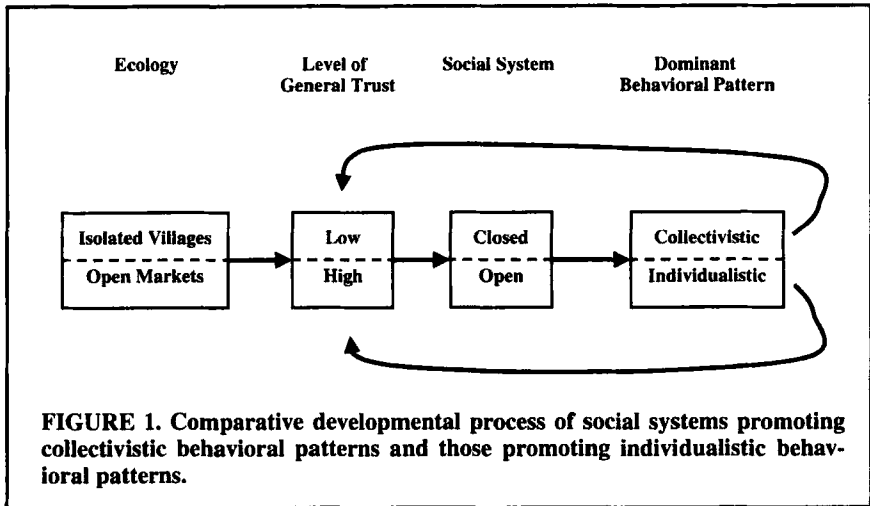 Ecology
Level of General Trust
Social System
Dominant Behavioral Pattern
Isolated Villages
Open Markets
Low
High
Closed
Open
Collectivistic
Individualistic
FIGURE 1. Comparative developmental process of social systems promoting
collectivistic behavioral patterns and those promoting individualistic behav-
ioral patterns.